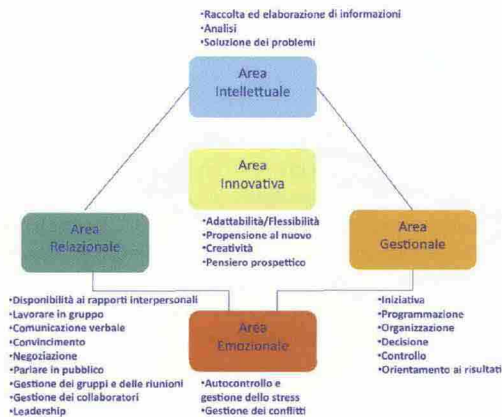 •Raccolta ed elaborazione di informazioni
•Analisi
•Soluzione dei problemi
Area
Intellettuale
Area
Innovativa
•Adattabilità/Flessibilità
•Propensione al nuovo
•Creatività
•Pensiero prospettico
Area
Relazionale
•Disponibilità ai rapporti interpersonali
•Lavorare in gruppo
•Comunicazione verbale
•Convincimento
•Negoziazione
•Parlare in pubblico
•Gestione dei gruppi e delle riunioni
•Gestione dei collaboratori
•Leadership
Area
Emozionale
•Autocontrollo e
gestione dello stress
•Gestione dei conflitti
Area
Gestionale
•Iniziativa
•Programmazione
•Organizzazione
•Decisione
•Controllo
•Orientamento ai risultati